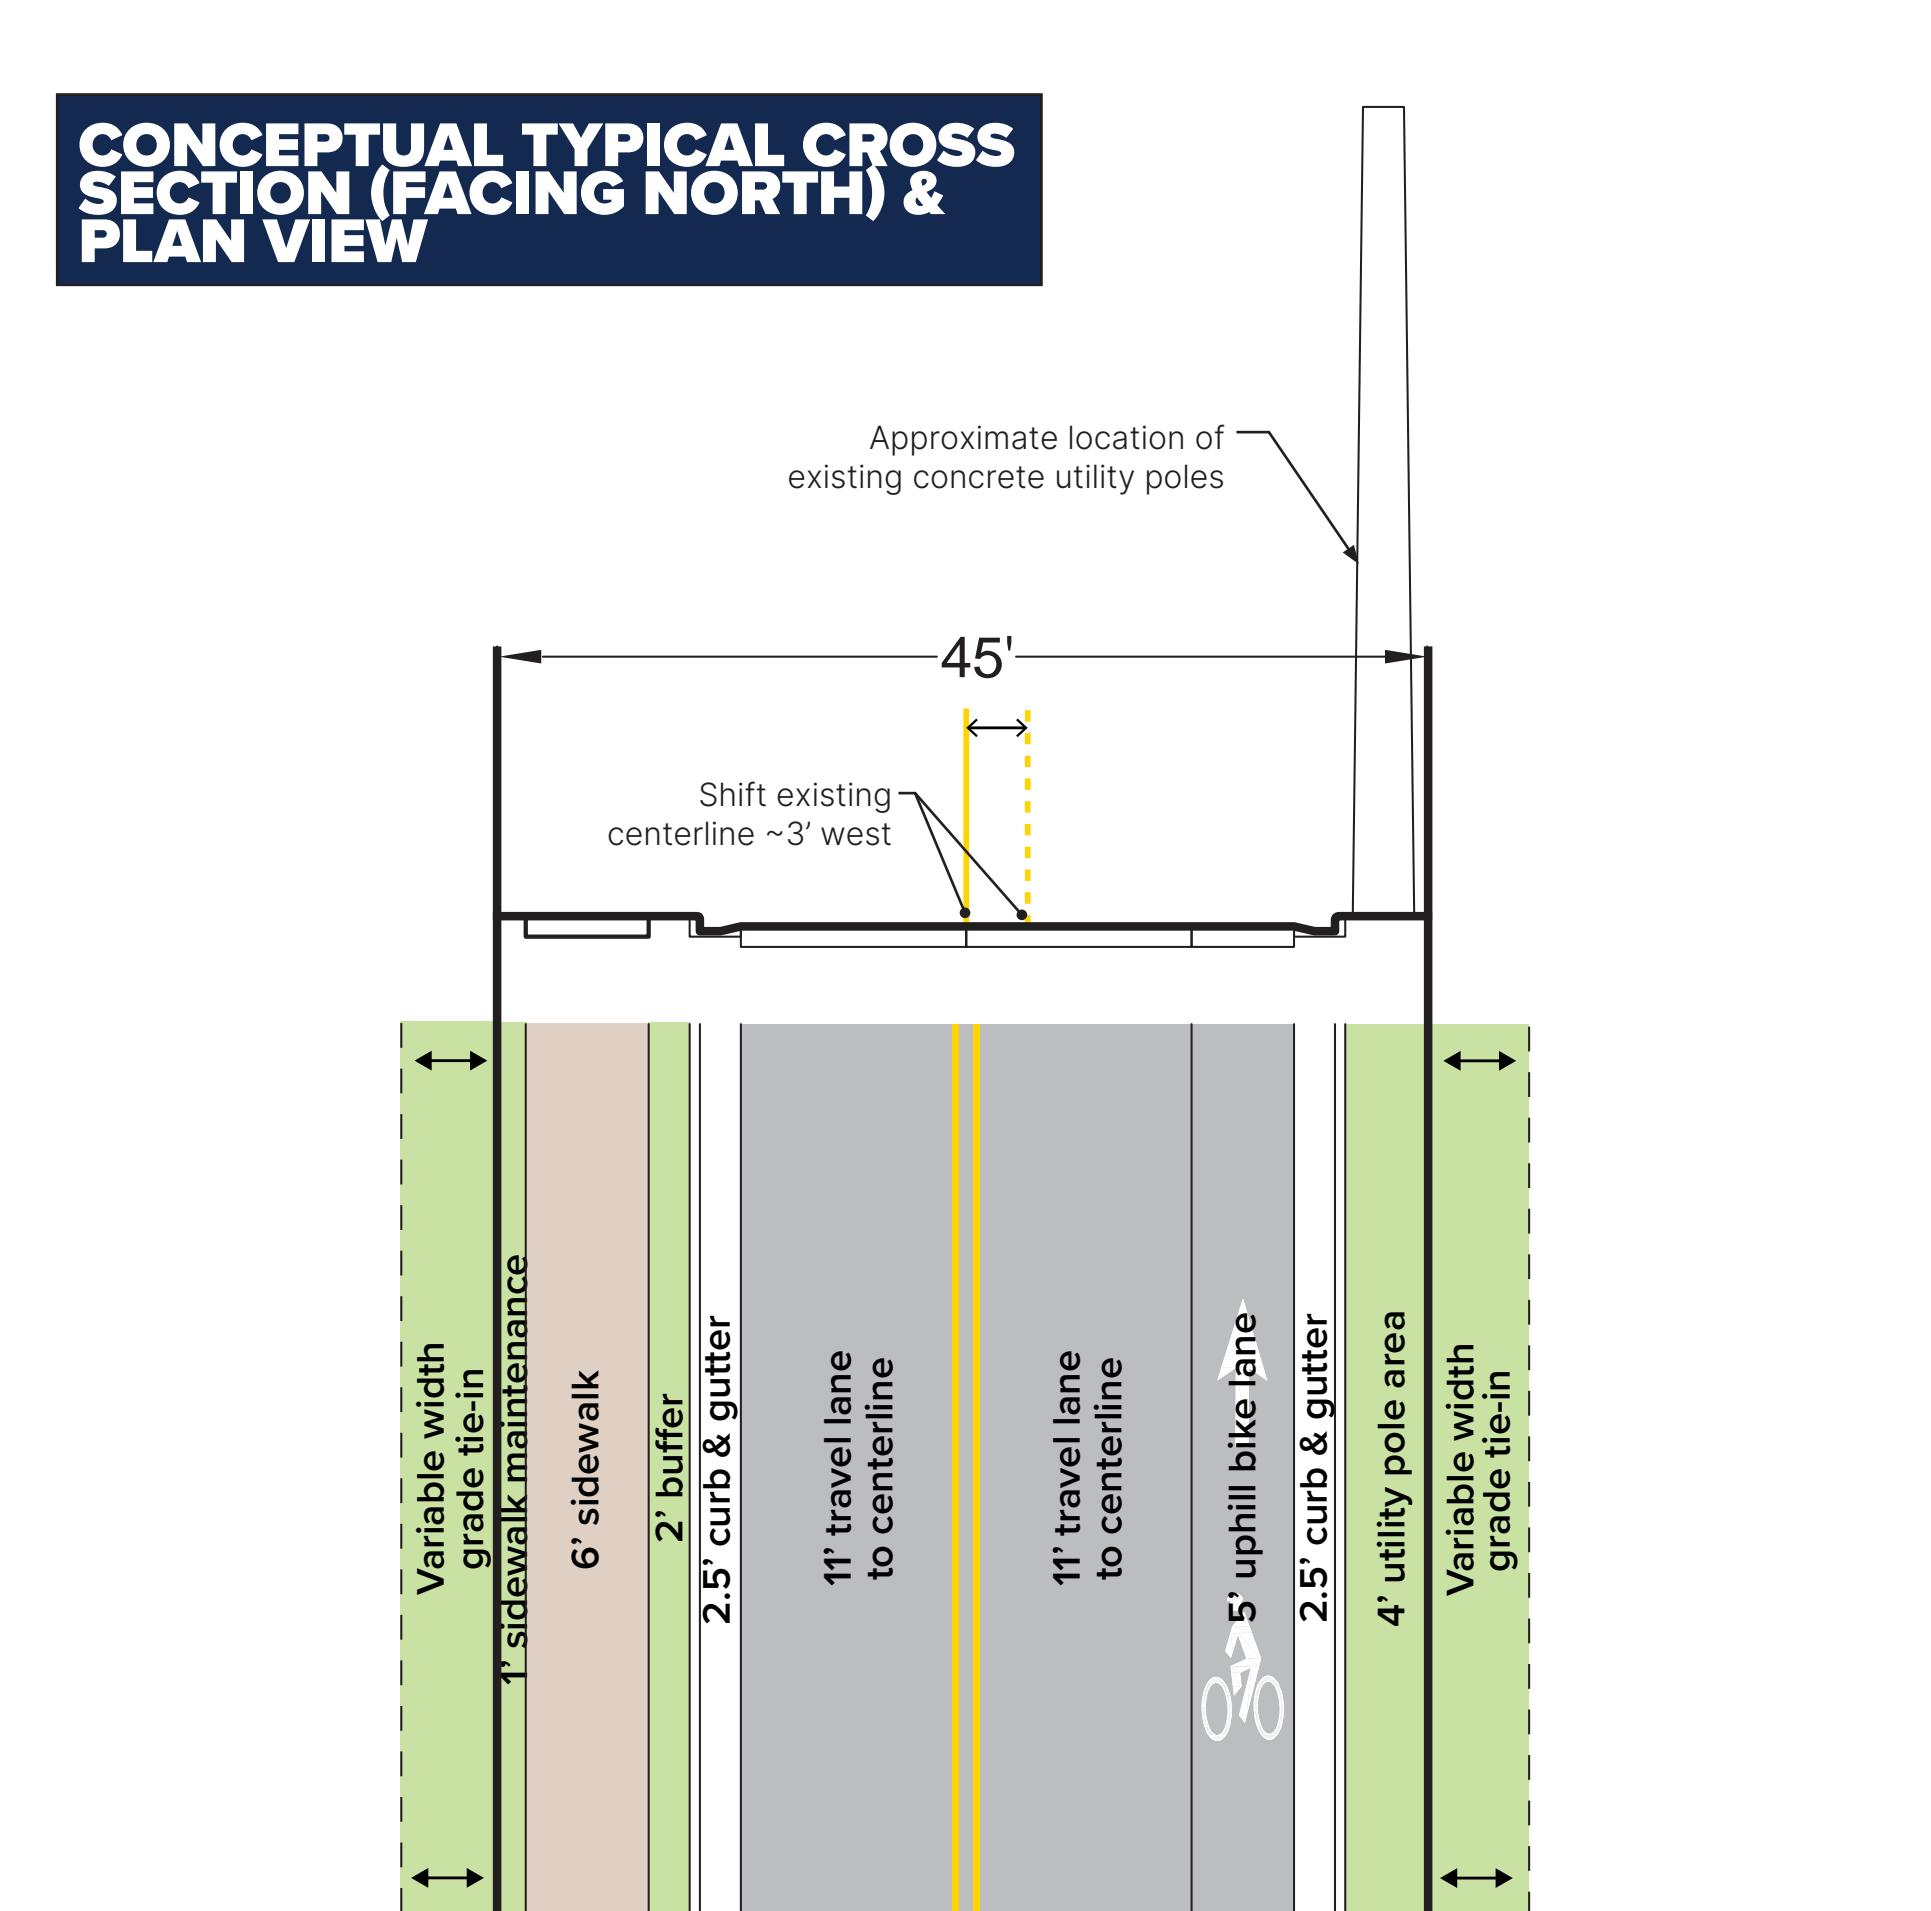 CONCEPTUAL TYPICAL CROSS
SECTION (FACING NORTH) &
PLAN VIEW
Approximate location of
existing concrete utility poles
45'
Shift existing
centerline ~3’ west
Variable width
grade tie-in
1’ sidewalk maintenance
6’ sidewalk
2’ buffer
2.5’ curb & gutter
11’ travel lane
to centerline
11’ travel lane
to centerline
5’ uphill bike lane
2.5’ curb & gutter
4’ utility pole area
Variable width
grade tie-in